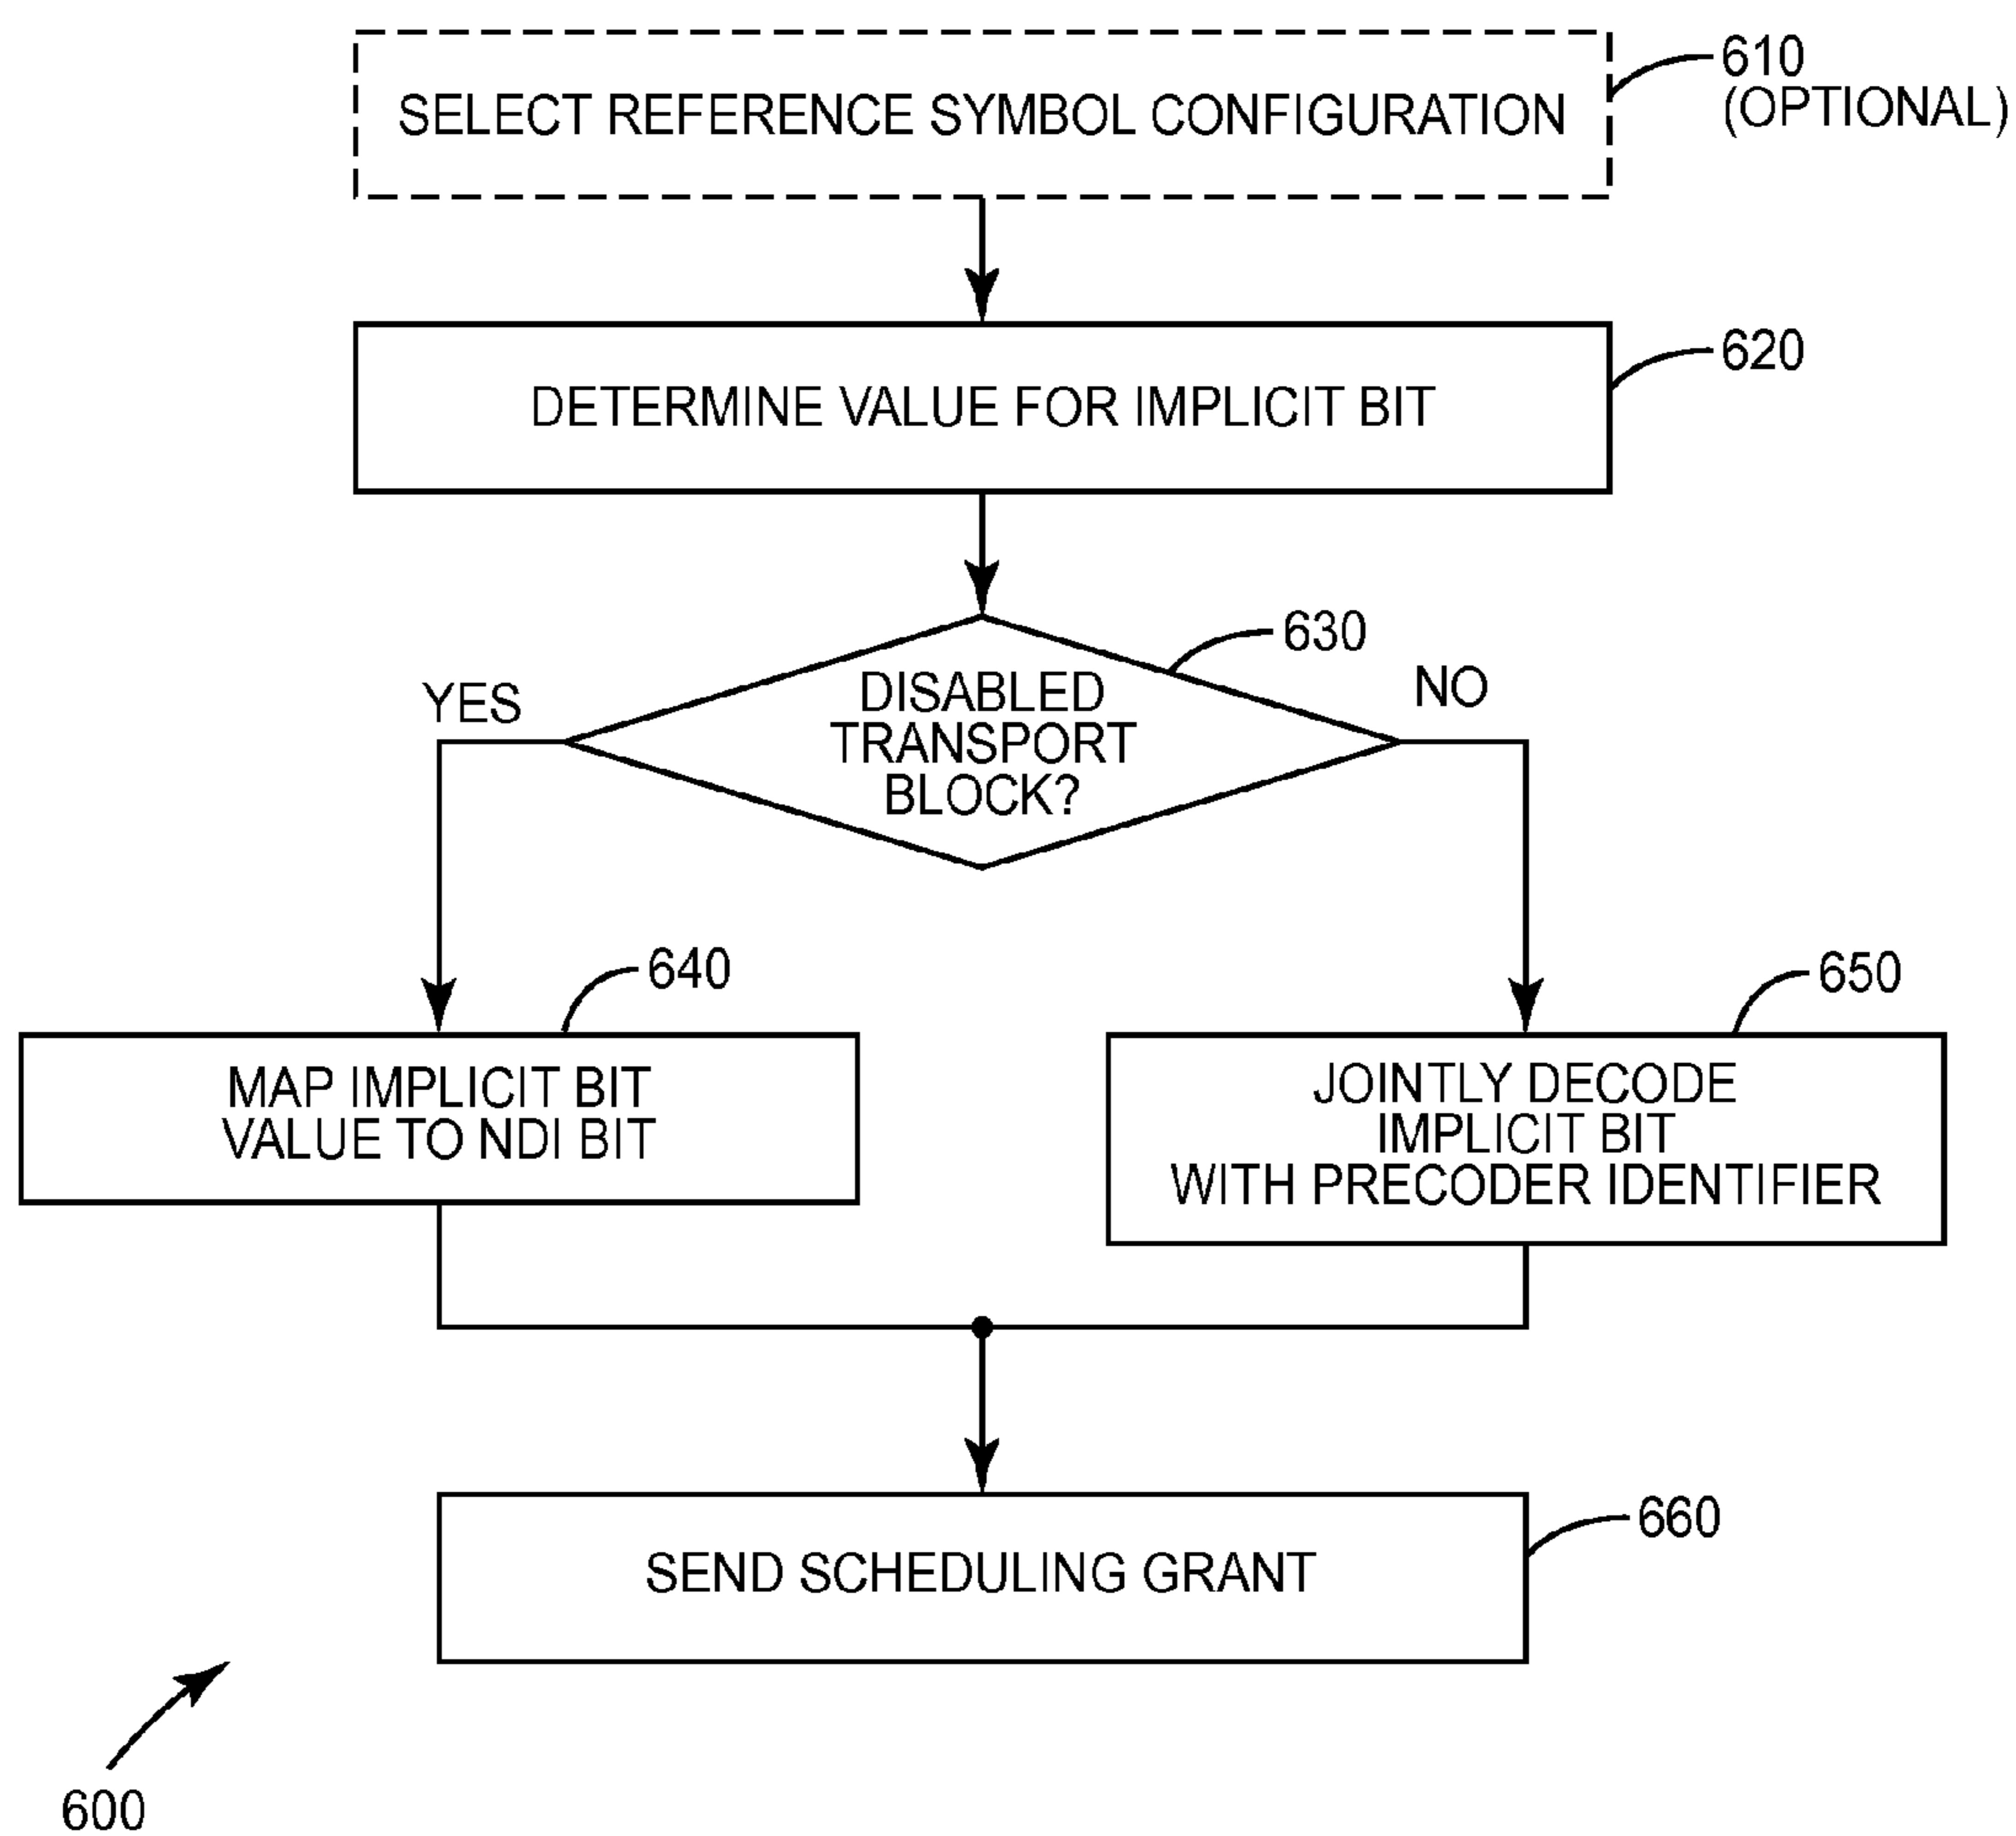 SELECT REFERENCE SYMBOL CONFIGURATION
610
(OPTIONAL)
DETERMINE VALUE FOR IMPLICIT BIT
620
630
DISABLED
TRANSPORT
BLOCK?
YES
NO
640
MAP IMPLICIT BIT
VALUE TO NDI BIT
650
JOINTLY DECODE
IMPLICIT BIT
WITH PRECODER IDENTIFIER
SEND SCHEDULING GRANT
660
600